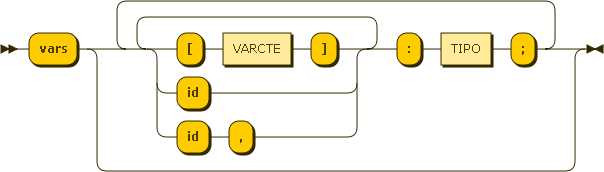 vars [ VARCTE ] : TIPO ;
id
id ,